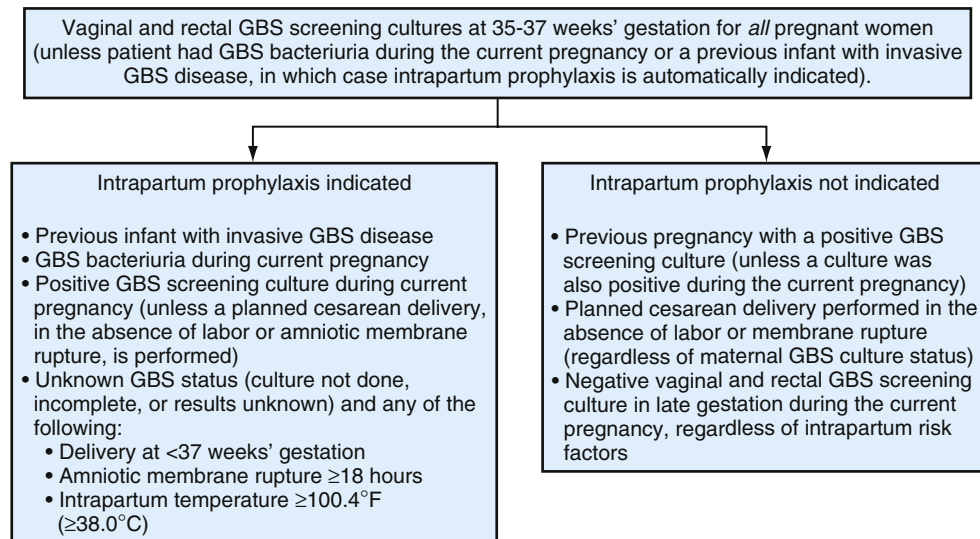 Vaginal and rectal GBS screening cultures at 35-37 weeks' gestation for all pregnant women
(unless patient had GBS bacteriuria during the current pregnancy or a previous infant with invasive
GBS disease, in which case intrapartum prophylaxis is automatically indicated).
Intrapartum prophylaxis indicated
• Previous infant with invasive GBS disease
• GBS bacteriuria during current pregnancy
• Positive GBS screening culture during current
pregnancy (unless a planned cesarean delivery,
in the absence of labor or amniotic membrane
rupture, is performed)
• Unknown GBS status (culture not done,
incomplete, or results unknown) and any of the
following:
• Delivery at <37 weeks' gestation
• Amniotic membrane rupture ≥18 hours
• Intrapartum temperature ≥100.4°F
(≥38.0°C)
Intrapartum prophylaxis not indicated
• Previous pregnancy with a positive GBS
screening culture (unless a culture was
also positive during the current pregnancy)
• Planned cesarean delivery performed in the
absence of labor or membrane rupture
(regardless of maternal GBS culture status)
• Negative vaginal and rectal GBS screening
culture in late gestation during the current
pregnancy, regardless of intrapartum risk
factors